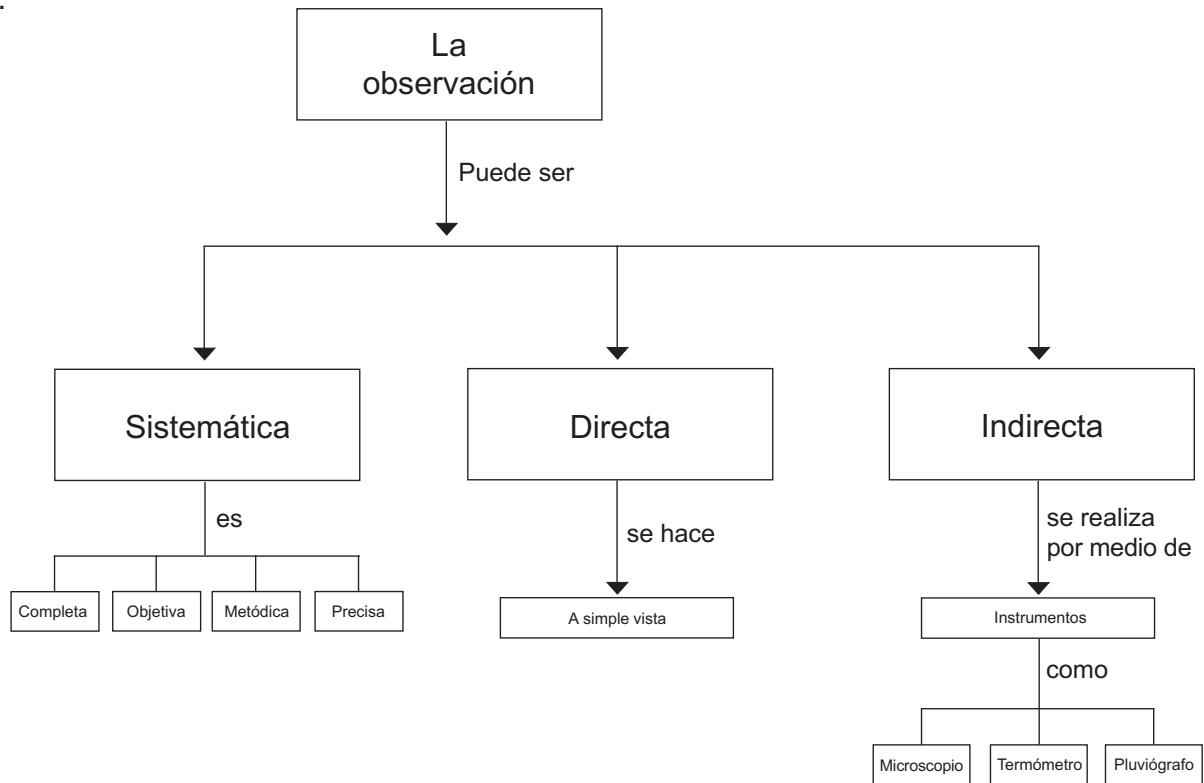 .
La
observación
Puede ser
Sistemática
Directa
Indirecta
es
se hace
se realiza
por medio de
Completa
Objetiva
Metódica
Precisa
A simple vista
Instrumentos
como
Microscopio
Termómetro
Pluviógrafo